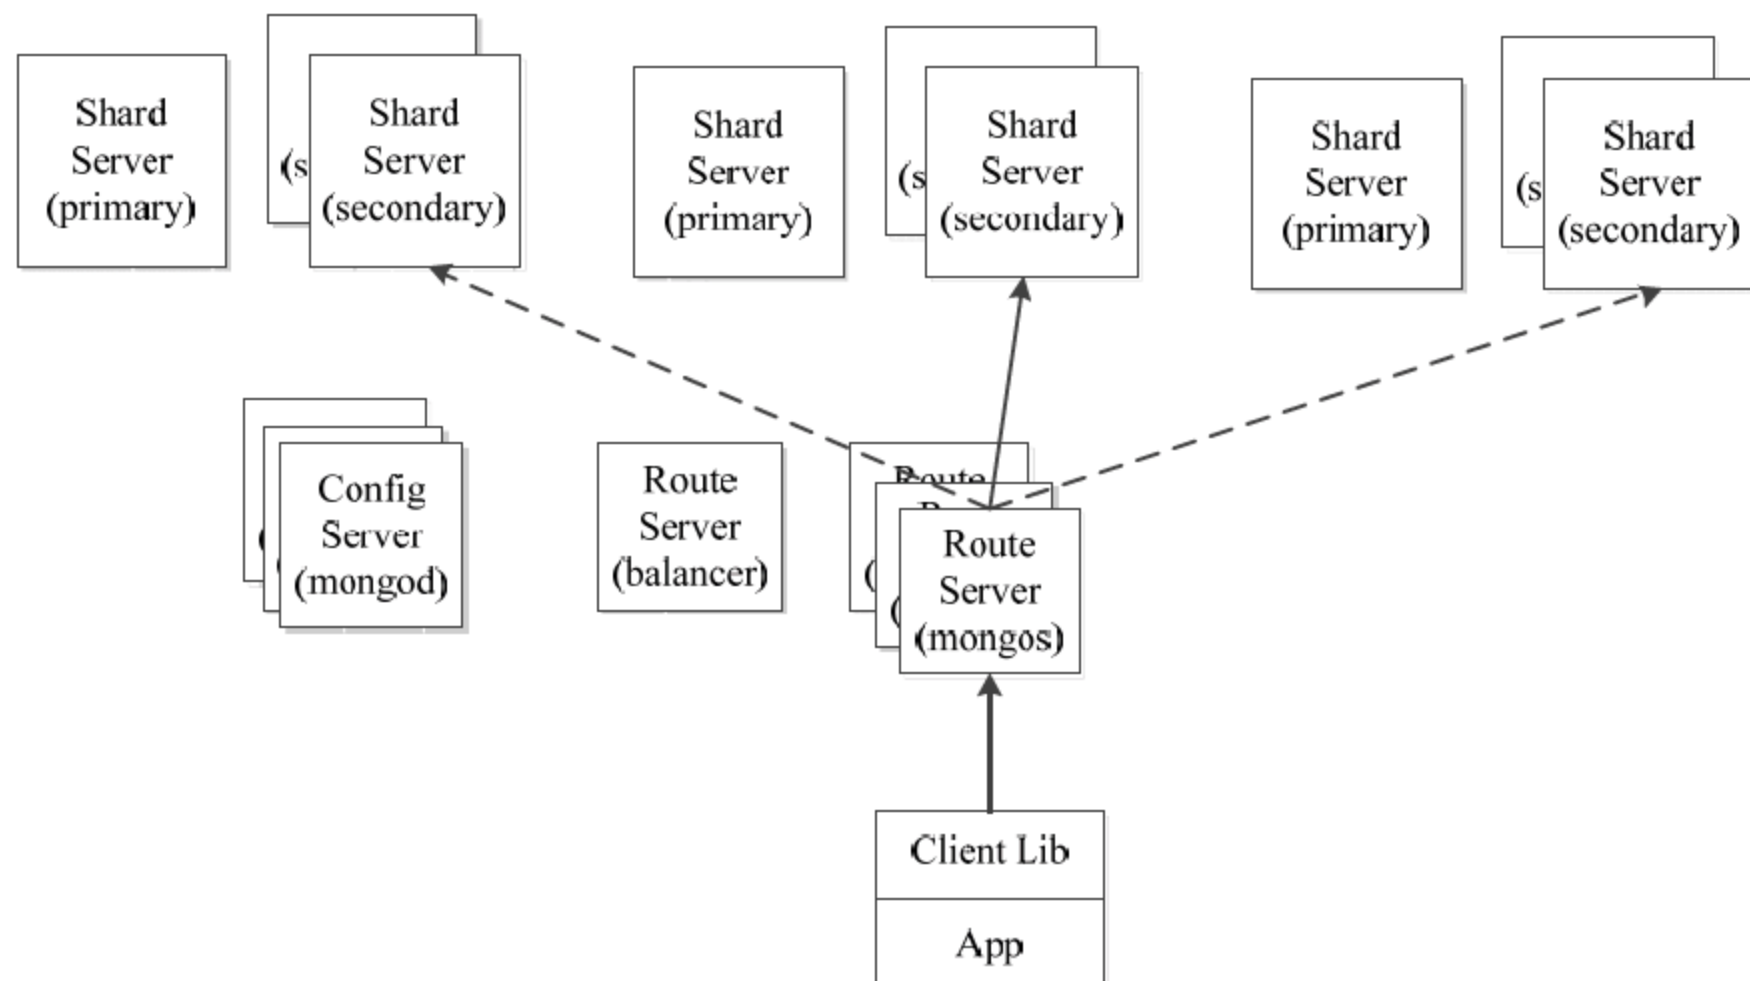 Shard
Server
(primary)
(s
Shard
Server
(secondary)
Shard
Server
(primary)
(s
Shard
Server
(secondary)
Shard
Server
(primary)
(s
Shard
Server
(secondary)
Config
Server
(mongod)
Route
Server
(balancer)
Route
(
(
Route
Server
(mongos)
Client Lib
App